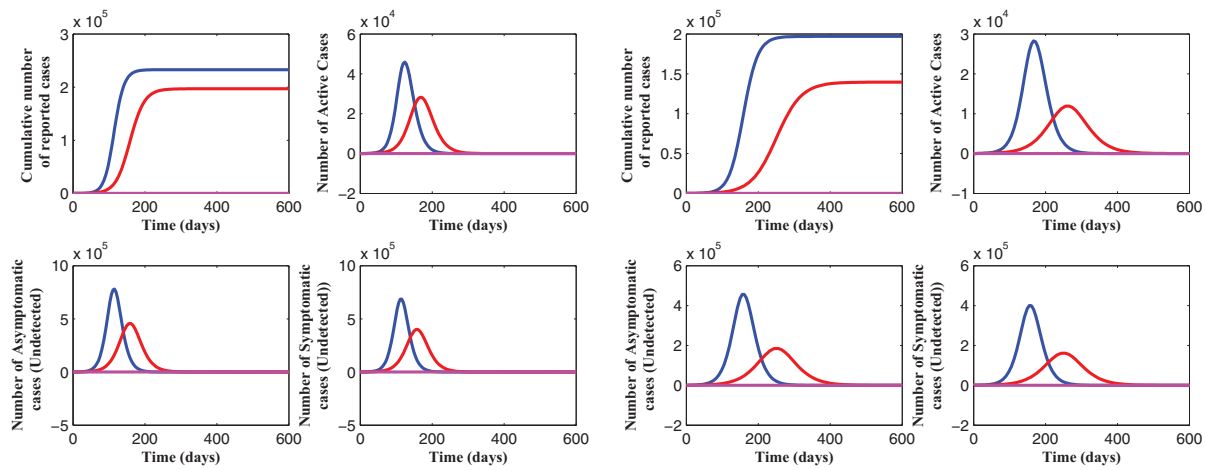 x 10^5
3
2
1
0
0
200
400
600
Time (days)
Cumulative number
of reported cases
x 10^4
6
4
2
0
−2
0
200
400
600
Time (days)
Number of Active Cases
x 10^5
2
1.5
1
0.5
0
0
200
400
600
Time (days)
Cumulative number
of reported cases
x 10^4
3
2
1
0
−1
0
200
400
600
Time (days)
Number of Active Cases
x 10^5
10
5
0
−5
0
200
400
600
Time (days)
Number of Asymptomatic
cases (Undetected)
x 10^5
10
5
0
−5
0
200
400
600
Time (days)
Number of Symptomatic
cases (Undetected))
x 10^5
6
4
2
0
−2
0
200
400
600
Time (days)
Number of Asymptomatic
cases (Undetected)
x 10^5
6
4
2
0
−2
0
200
400
600
Time (days)
Number of Symptomatic
cases (Undetected))